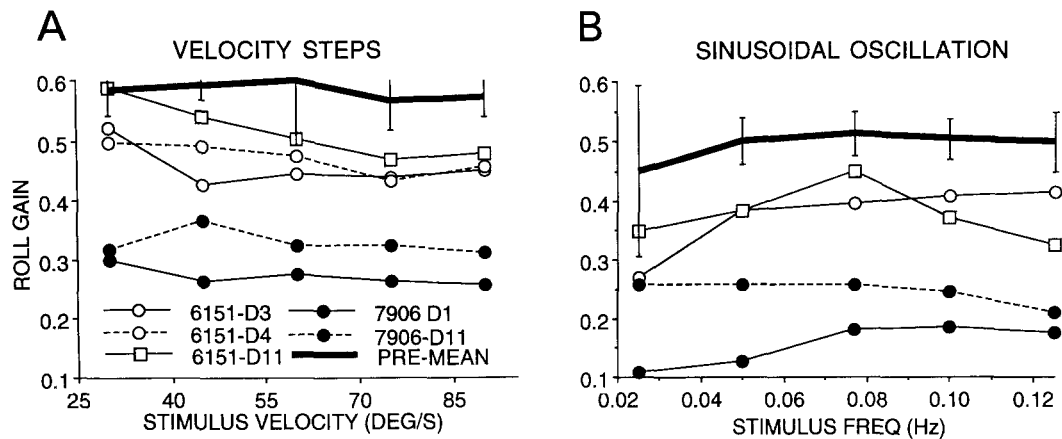 A
VELOCITY STEPS
0.6
0.5
0.4
0.3
0.2
0.1
ROLL GAIN
6151-D3
6151-D4
6151-D11
7906 D1
7906-D11
PRE-MEAN
25 40 55 70 85
STIMULUS VELOCITY (DEG/S)
B
SINUSOIDAL OSCILLATION
0.6
0.5
0.4
0.3
0.2
0.1
0.02 0.04 0.06 0.08 0.10 0.12
STIMULUS FREQ (Hz)